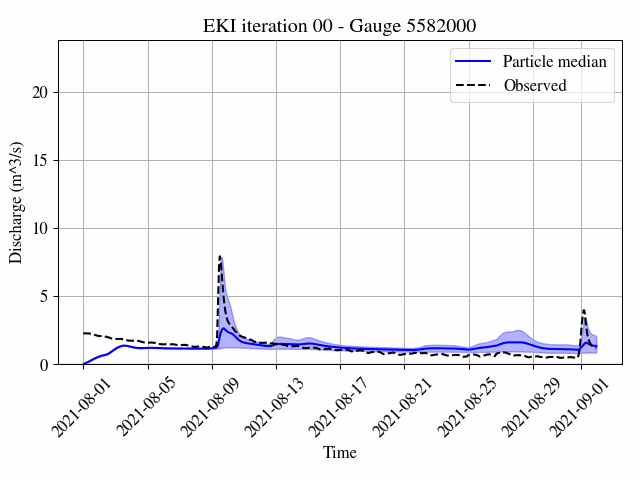 EKI iteration 00 - Gauge 5582000
Particle median
Observed
Discharge (m^3/s)
20
15
10
5
0
2021-08-01
2021-08-05
2021-08-09
2021-08-13
2021-08-17
2021-08-21
2021-08-25
2021-08-29
2021-09-01
Time